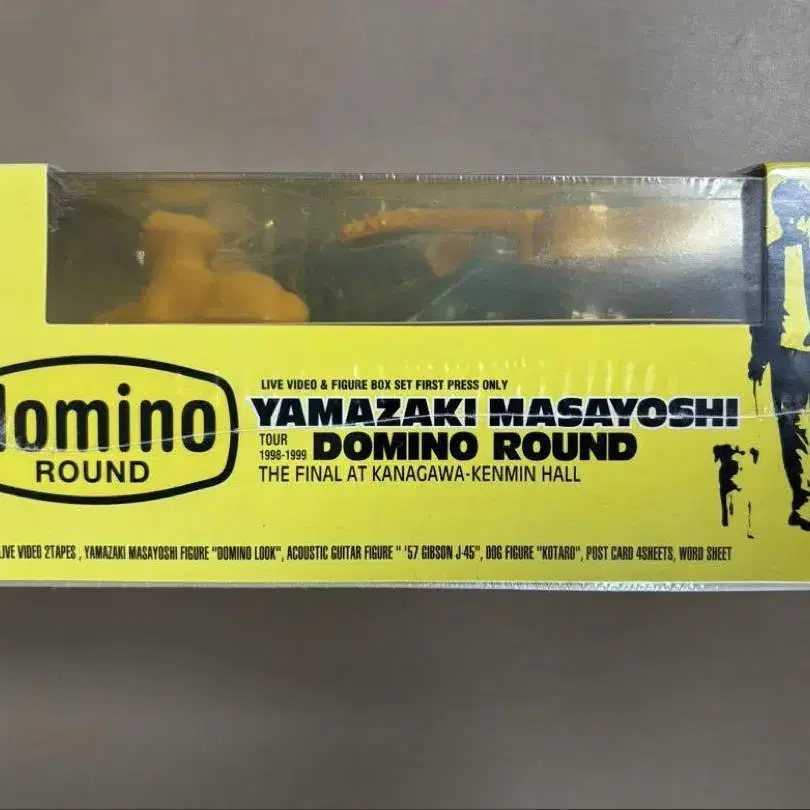 LIVE VIDEO & FIGURE BOX SET FIRST PRESS ONLY
YAMAZAKI MASAYOSHI
TOUR
1998-1999 DOMINO ROUND
THE FINAL AT KANAGAWA-KENMIN HALL
domino
ROUND
LIVE VIDEO 2TAPES , YAMAZAKI MASAYOSHI FIGURE "DOMINO LOOK", ACOUSTIC GUITAR FIGURE " '57 GIBSON J-45", DOG FIGURE "KOTARO", POST CARD 4SHEETS, WORD SHEET